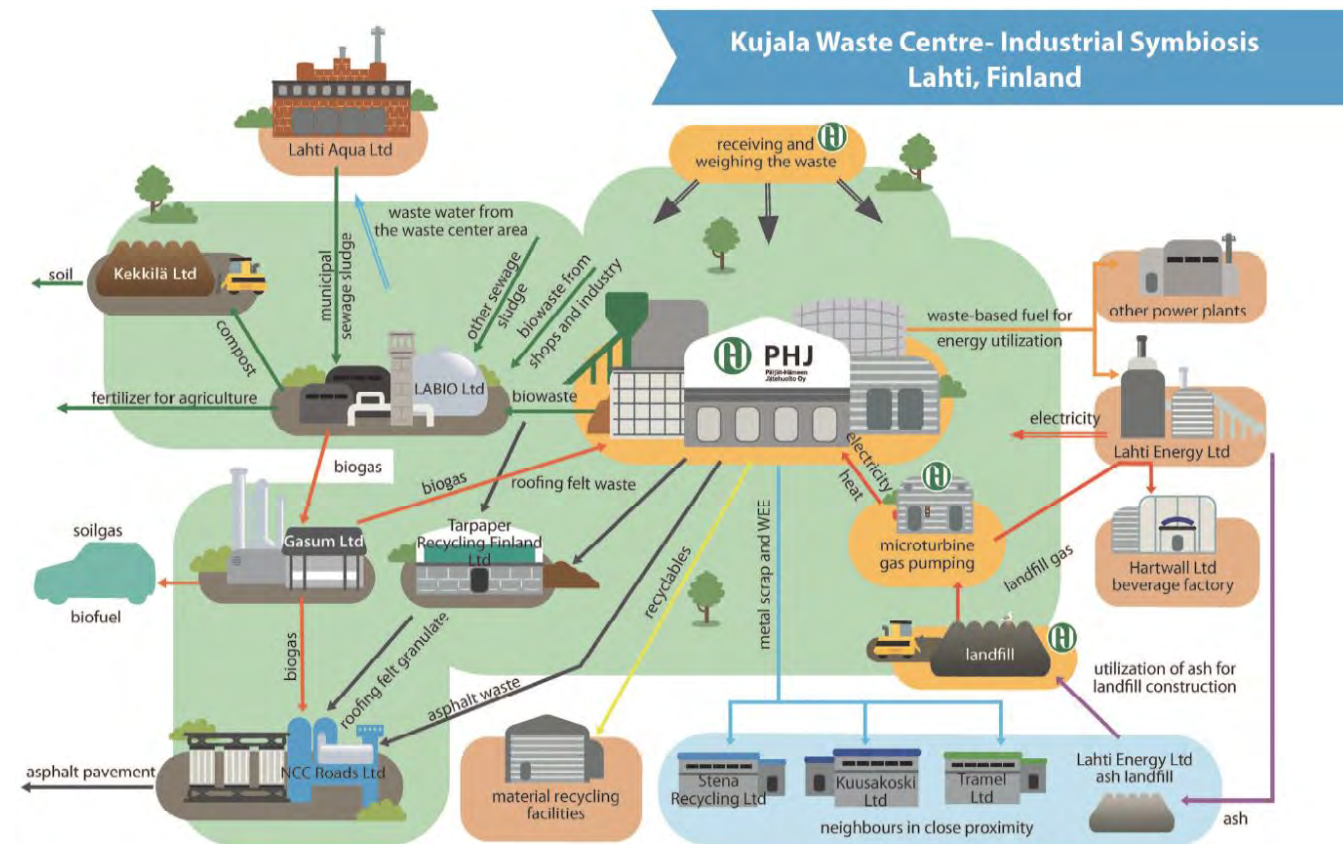 Kujala Waste Centre- Industrial Symbiosis
Lahti, Finland
Lahti Aqua Ltd
receiving and
weighing the waste
waste water from
the waste center area
municipal
sewage sludge
other sewage
sludge
biowaste from
shops and industry
soil
Kekkilä Ltd
compost
fertilizer for agriculture
LABIO Ltd
biowaste
PHJ
Päijät-Hämeen
Jätehuolto Oy
waste-based fuel for
energy utilization
other power plants
electricity
Lahti Energy Ltd
electricity
heat
biogas
biogas
roofing felt waste
soilgas
Gasum Ltd
biofuel
Tarpaper
Recycling Finland
Ltd
microturbine
gas pumping
landfill gas
Hartwall Ltd
beverage factory
recyclables
metal scrap and WEE
landfill
utilization of ash for
landfill construction
biogas
roofing felt granulate
asphalt waste
asphalt pavement
NCC Roads Ltd
material recycling
facilities
Stena
Recycling Ltd
Kuusakoski
Ltd
Tramel
Ltd
Lahti Energy Ltd
ash landfill
neighbours in close proximity
ash